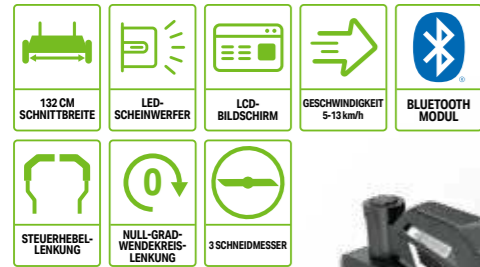 132 CM
SCHNITTBREITE
LED-
SCHEINWERFER
LCD-
BILDSCHIRM
GESCHWINDIGKEIT
5-13 km/h
®
BLUETOOTH
MODUL
STEUERHEBEL-
LENKUNG
0
NULL-GRAD-
WENDEKREIS-
LENKUNG
3 SCHNEIDMESSER